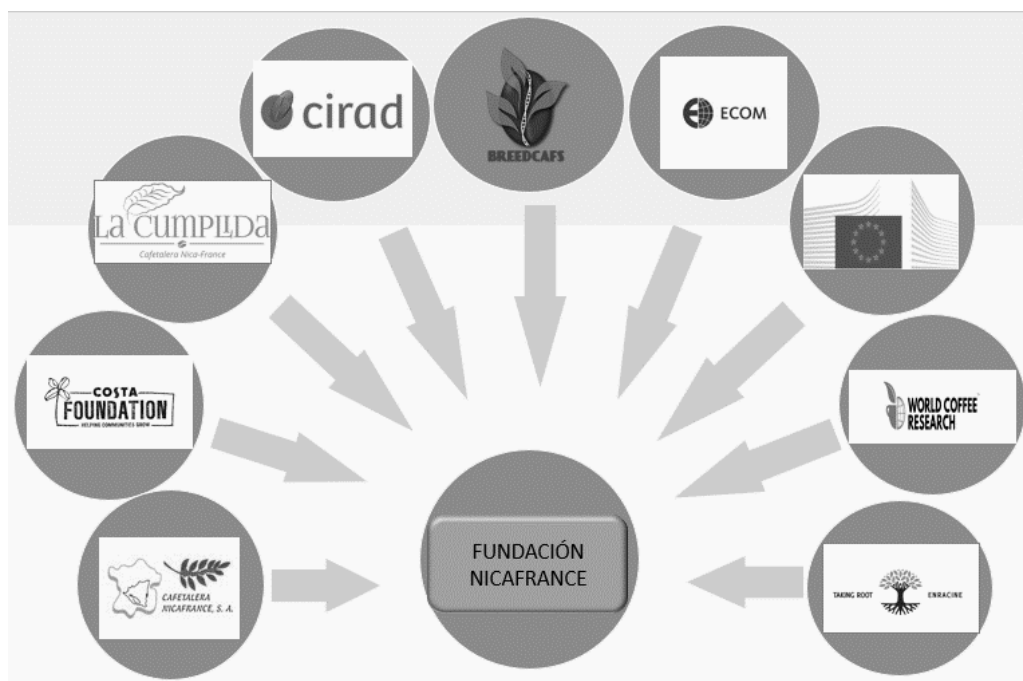 cirad
BREEDCAFS
ECOM
LA CUMPLIDA
Cafetalera Nica-France
COSTA
FOUNDATION
HELPING COMMUNITIES GROW
WORLD COFFEE
RESEARCH
CAFETALERA
NICAFRANCE, S. A.
FUNDACIÓN
NICAFRANCE
TAKING ROOT
ENRACINE